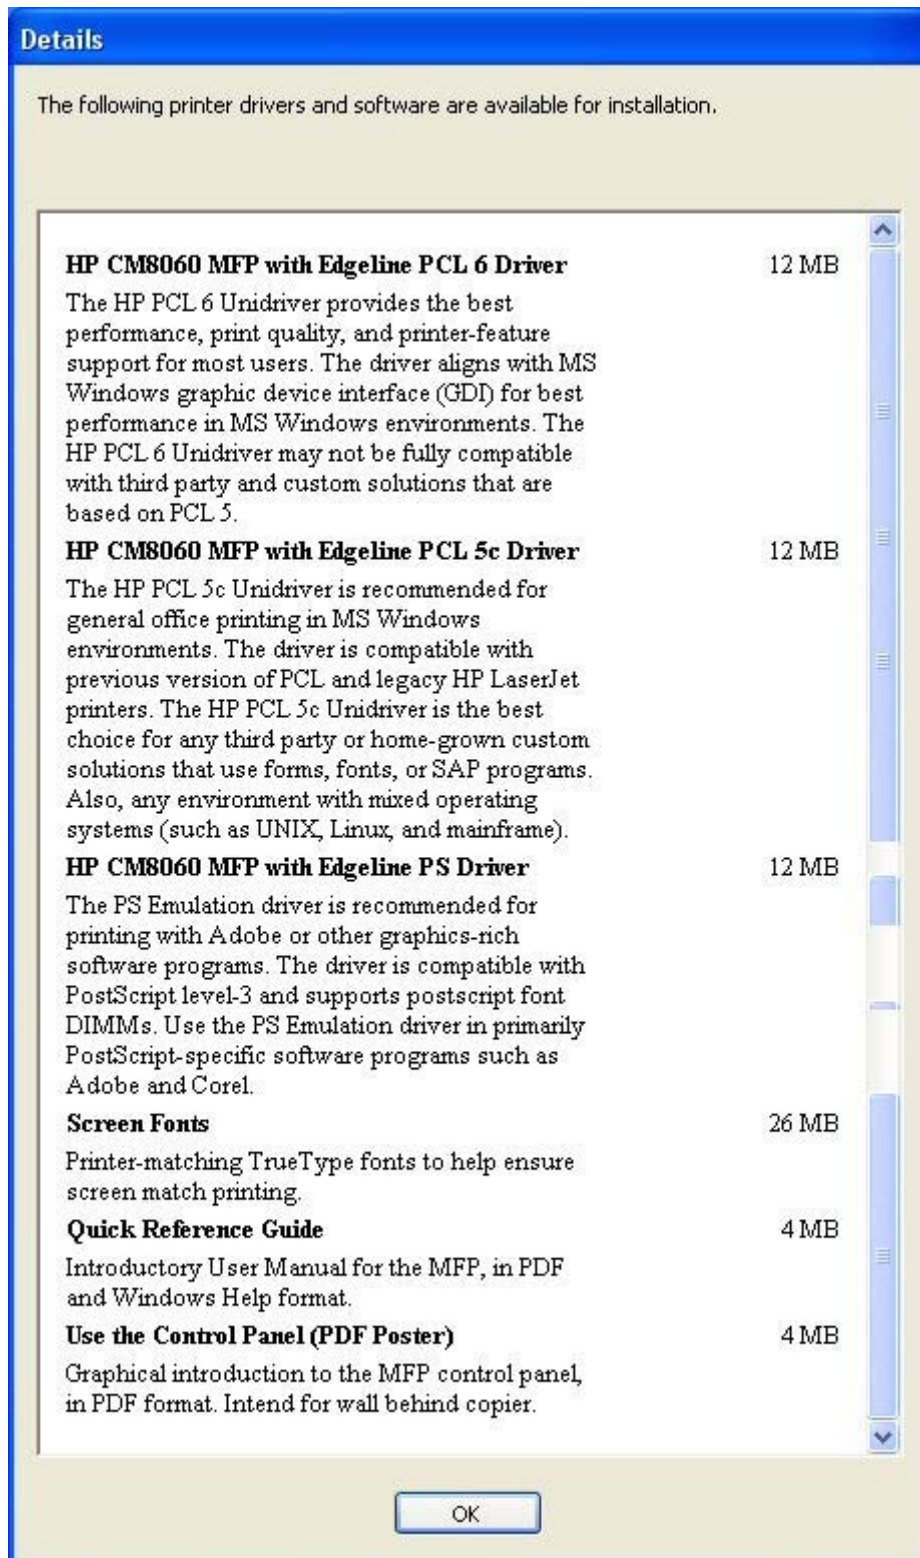 Details
The following printer drivers and software are available for installation.
HP CM8060 MFP with Edgeline PCL 6 Driver 12 MB
The HP PCL 6 Unidriver provides the best
performance, print quality, and printer-feature
support for most users. The driver aligns with MS
Windows graphic device interface (GDI) for best
performance in MS Windows environments. The
HP PCL 6 Unidriver may not be fully compatible
with third party and custom solutions that are
based on PCL 5.
HP CM8060 MFP with Edgeline PCL 5c Driver 12 MB
The HP PCL 5c Unidriver is recommended for
general office printing in MS Windows
environments. The driver is compatible with
previous version of PCL and legacy HP LaserJet
printers. The HP PCL 5c Unidriver is the best
choice for any third party or home-grown custom
solutions that use forms, fonts, or SAP programs.
Also, any environment with mixed operating
systems (such as UNIX, Linux, and mainframe).
HP CM8060 MFP with Edgeline PS Driver 12 MB
The PS Emulation driver is recommended for
printing with Adobe or other graphics-rich
software programs. The driver is compatible with
PostScript level-3 and supports postscript font
DIMMs. Use the PS Emulation driver in primarily
PostScript-specific software programs such as
Adobe and Corel.
Screen Fonts 26 MB
Printer-matching TrueType fonts to help ensure
screen match printing.
Quick Reference Guide 4 MB
Introductory User Manual for the MFP, in PDF
and Windows Help format.
Use the Control Panel (PDF Poster) 4 MB
Graphical introduction to the MFP control panel,
in PDF format. Intend for wall behind copier.
OK